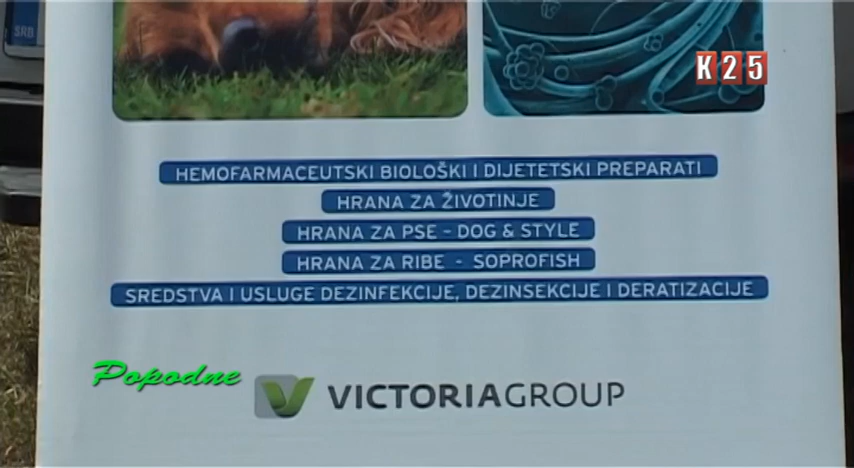 SRB
K25
HEMOFARMACEUTSKI BIOLOŠKI I DIJETETSKI PREPARATI
HRANA ZA ŽIVOTINJE
HRANA ZA PSE - DOG & STYLE
HRANA ZA RIBE - SOPROFISH
SREDSTVA I USLUGE DEZINFEKCIJE, DEZINSEKCIJE I DERATIZACIJE
Popodne
VICTORIAGROUP